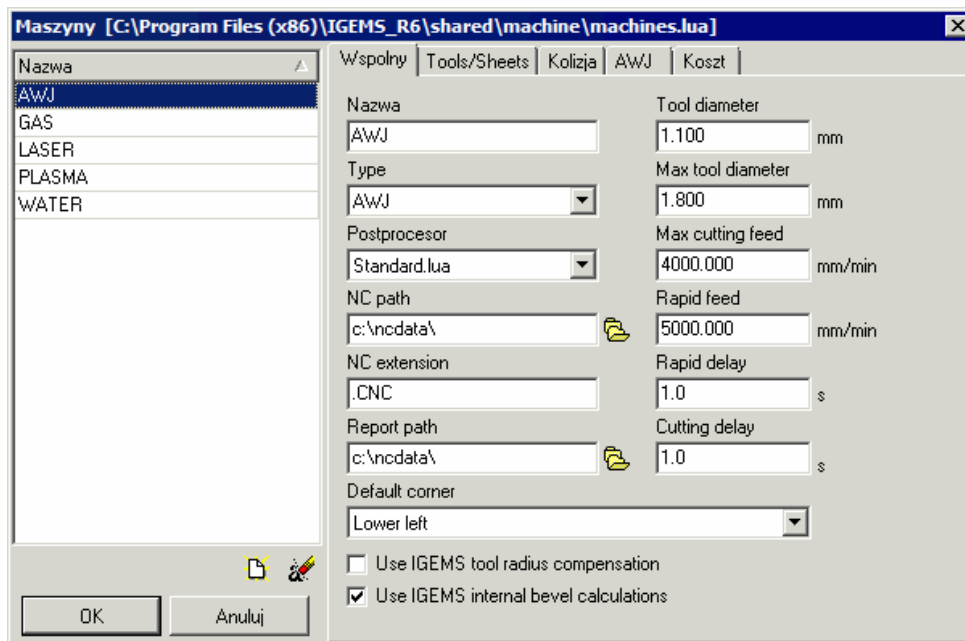 Maszyny [C:\Program Files (x86)\IGEMS_R6\shared\machine\machines.lua]
Nazwa
AWJ
GAS
LASER
PLASMA
WATER
OK
Anuluj
Wspolny
Tools/Sheets
Kolizja
AWJ
Koszt
Nazwa
AWJ
Type
AWJ
Postprocesor
Standard.lua
NC path
c:\ncdata\
NC extension
.CNC
Report path
c:\ncdata\
Default corner
Lower left
Tool diameter
1.100 mm
Max tool diameter
1.800 mm
Max cutting feed
4000.000 mm/min
Rapid feed
5000.000 mm/min
Rapid delay
1.0 s
Cutting delay
1.0 s
Use IGEMS tool radius compensation
Use IGEMS internal bevel calculations